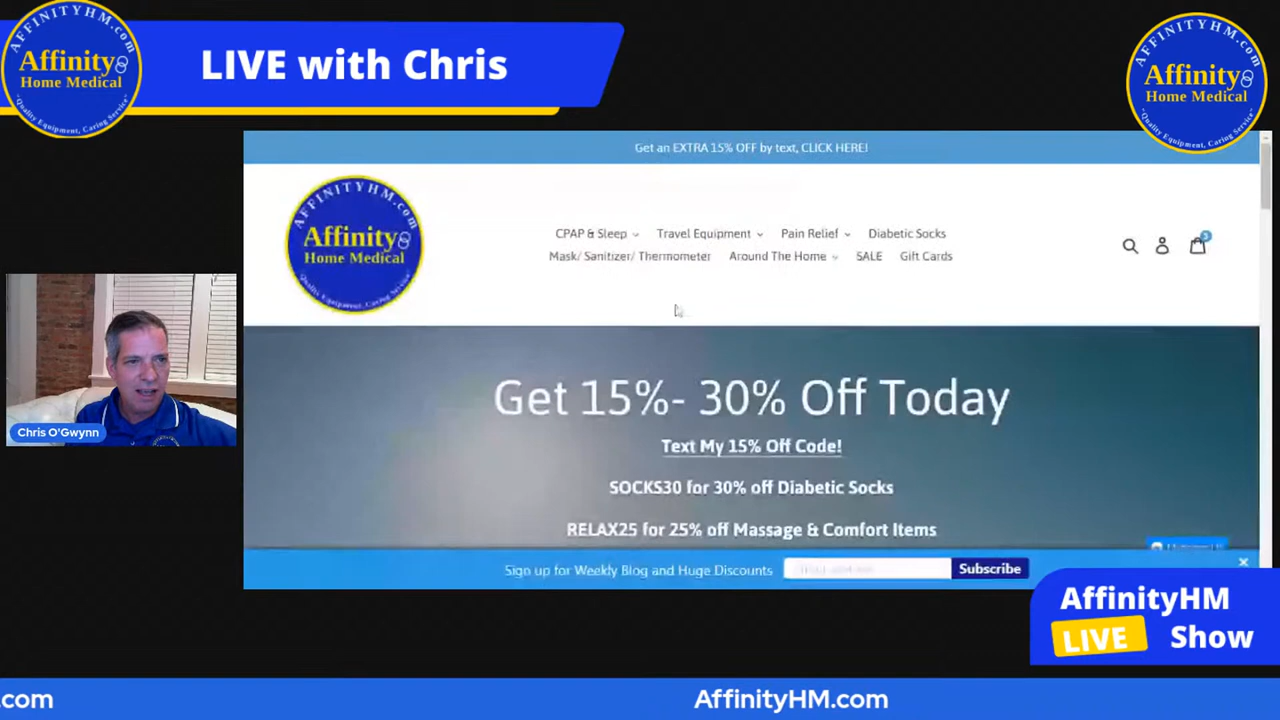 AFFINITYHM.com
Affinity
Home Medical
"Quality Equipment, Caring Service"
LIVE with Chris
AFFINITYHM.com
Affinity
Home Medical
"Quality Equipment, Caring Service"
Get an EXTRA 15% OFF by text, CLICK HERE!
AFFINITYHM.com
Affinity
Home Medical
"Quality Equipment, Caring Service"
CPAP & Sleep Travel Equipment Pain Relief Diabetic Socks
Mask/ Sanitizer/ Thermometer Around The Home SALE Gift Cards
3
Get 15%- 30% Off Today
Text My 15% Off Code!
SOCKS30 for 30% off Diabetic Socks
RELAX25 for 25% off Massage & Comfort Items
Chris O'Gwynn
Sign up for Weekly Blog and Huge Discounts
Subscribe
AffinityHM
LIVE Show
.com
AffinityHM.com